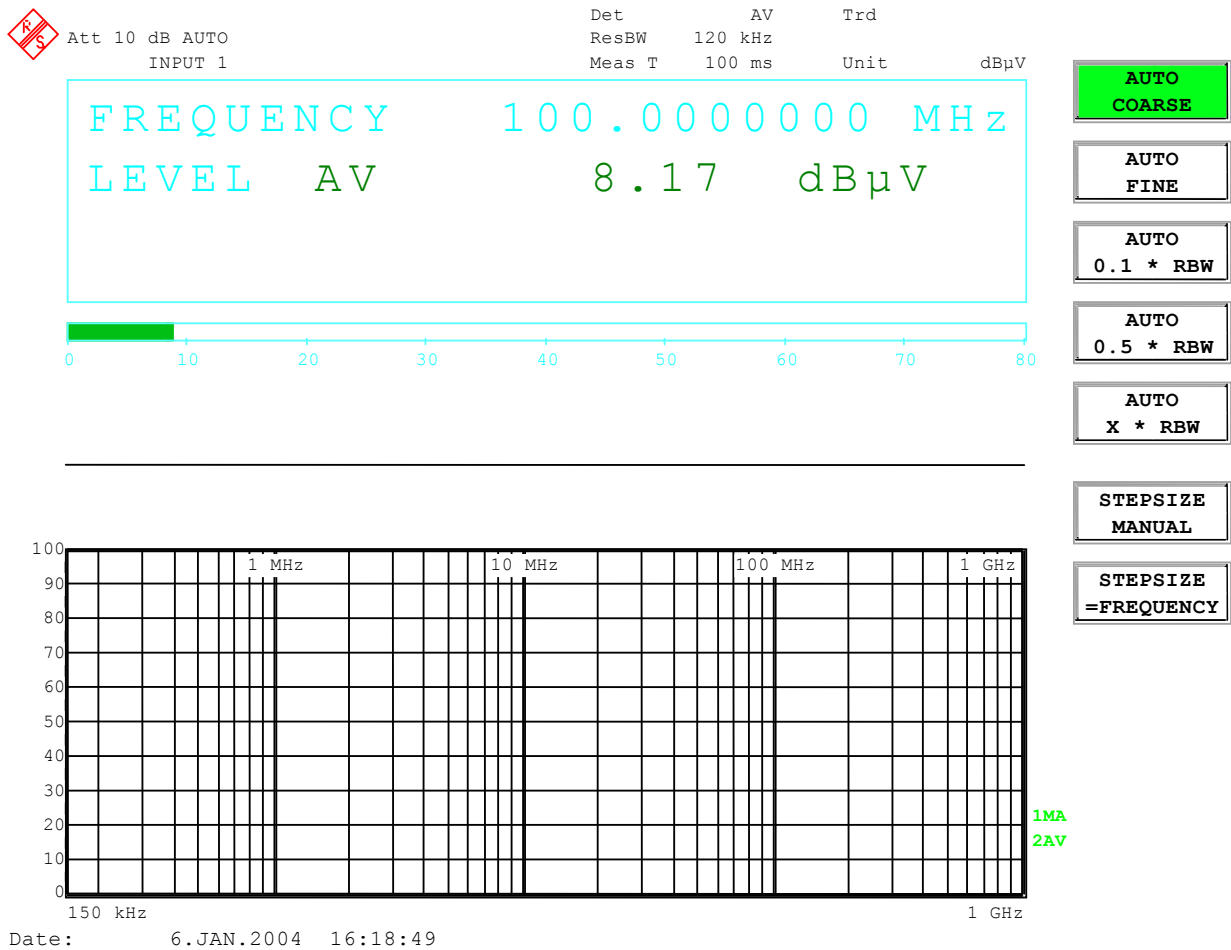 R S
Det AV Trd
Att 10 dB AUTO ResBW 120 kHz
INPUT 1 Meas T 100 ms Unit dBµV
FREQUENCY 100.0000000 MHz
LEVEL AV 8.17 dBµV
0 10 20 30 40 50 60 70 80
AUTO
COARSE
AUTO
FINE
AUTO
0.1 * RBW
AUTO
0.5 * RBW
AUTO
X * RBW
STEPSIZE
MANUAL
STEPSIZE
=FREQUENCY
100
1 MHz 10 MHz 100 MHz 1 GHz
90
80
70
60
50
40
30
20
10
0
1MA
2AV
150 kHz 1 GHz
Date: 6.JAN.2004 16:18:49